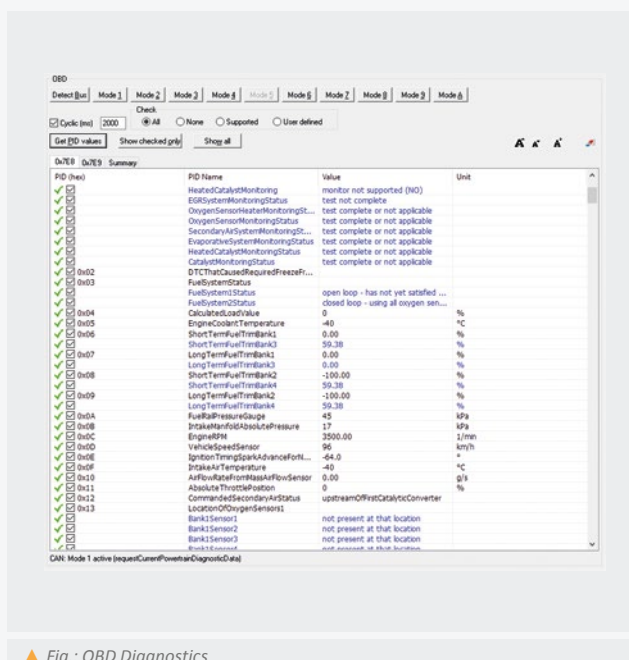 OBD
Detect Bus Mode 1 Mode 2 Mode 3 Mode 4 Mode 5 Mode 6 Mode 7 Mode 8 Mode 9 Mode A
Check
Cyclic (ms) 2000 All None Supported User defined
Get PID values Show checked only Show all
A A A
0x7E8 0x7E9 Summary
PID (hex) PID Name Value Unit
HeatedCatalystMonitoring monitor not supported (NO)
EGRSystemMonitoringStatus test not complete
OxygenSensorHeaterMonitoringSt... test complete or not applicable
OxygenSensorMonitoringStatus test complete or not applicable
SecondaryAirSystemMonitoringSt... test complete or not applicable
EvaporativeSystemMonitoringStatus test complete or not applicable
HeatedCatalystMonitoringStatus test complete or not applicable
CatalystMonitoringStatus test complete or not applicable
0x02 DTCThatCausedRequiredFreezeFr...
0x03 FuelSystemStatus
FuelSystem1Status open loop - has not yet satisfied ...
FuelSystem2Status closed loop - using all oxygen sen...
0x04 CalculatedLoadValue 0 %
0x05 EngineCoolantTemperature -40 °C
0x06 ShortTermFuelTrimBank1 0.00 %
ShortTermFuelTrimBank3 59.38 %
0x07 LongTermFuelTrimBank1 0.00 %
LongTermFuelTrimBank3 0.00 %
0x08 ShortTermFuelTrimBank2 -100.00 %
ShortTermFuelTrimBank4 59.38 %
0x09 LongTermFuelTrimBank2 -100.00 %
LongTermFuelTrimBank4 59.38 %
0x0A FuelRailPressureGauge 45 kPa
0x0B IntakeManifoldAbsolutePressure 17 kPa
0x0C EngineRPM 3500.00 1/min
0x0D VehicleSpeedSensor 96 km/h
0x0E IgnitionTimingSparkAdvanceForN... -64.0 °
0x0F IntakeAirTemperature -40 °C
0x10 AirFlowRateFromMassAirFlowSensor 0.00 g/s
0x11 AbsoluteThrottlePosition 0 %
0x12 CommandedSecondaryAirStatus upstreamOfFirstCatalyticConverter
0x13 LocationOfOxygenSensors1
Bank1Sensor1 not present at that location
Bank1Sensor2 not present at that location
Bank1Sensor3 not present at that location
Bank1Sensor4 not present at that location
CAN: Mode 1 active (requestCurrentPowertrainDiagnosticData)
Fig.: OBD Diagnostics